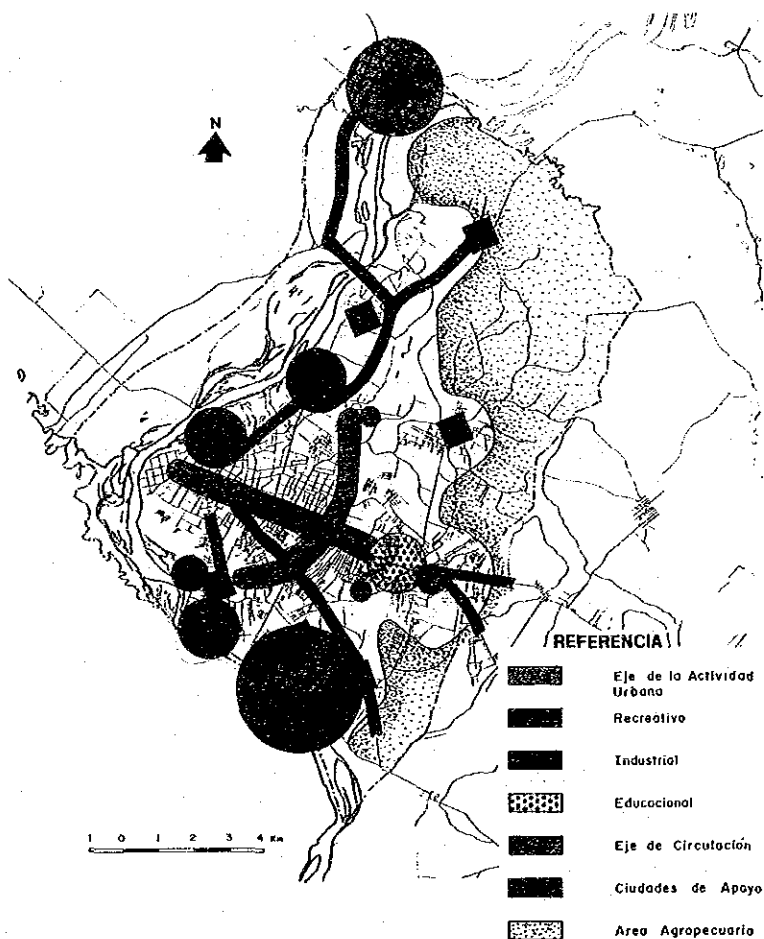 N
REFERENCIA
Eje de la Actividad
Urbana
Recreativo
Industrial
Educacional
Eje de Circulación
Ciudades de Apoyo
Area Agropecuaria
1 0 1 2 3 4 Km